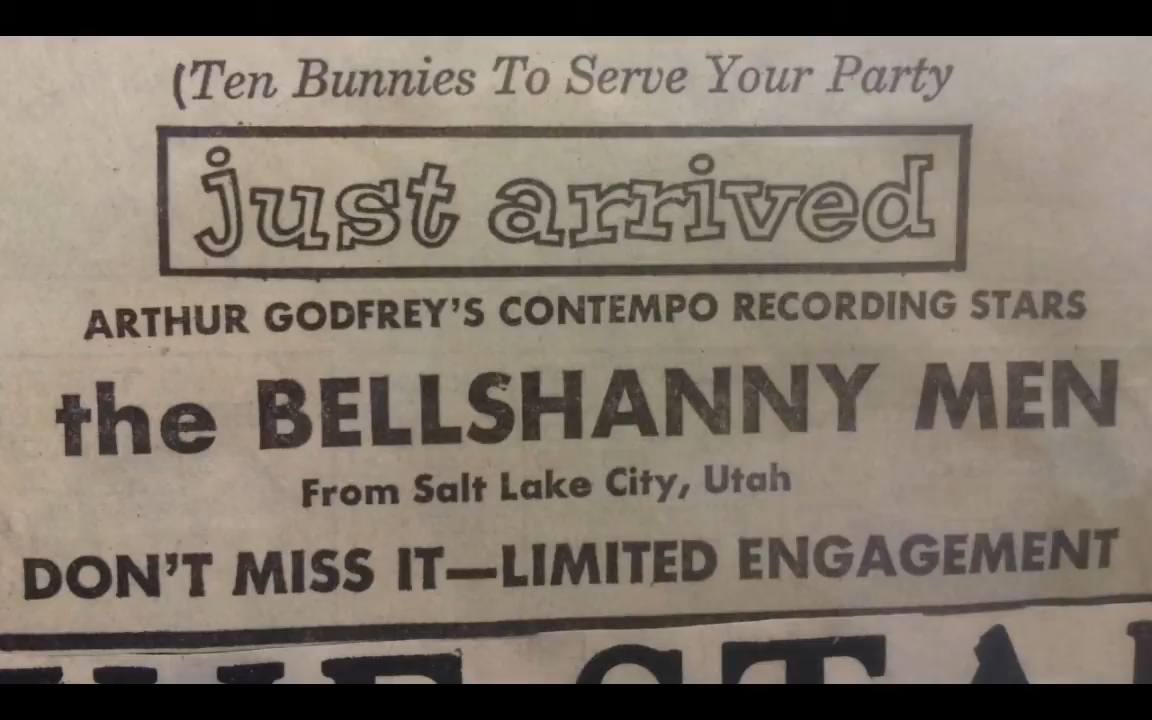 (Ten Bunnies To Serve Your Party
just arrived
ARTHUR GODFREY'S CONTEMPO RECORDING STARS
the BELLSHANNY MEN
From Salt Lake City, Utah
DON'T MISS IT—LIMITED ENGAGEMENT